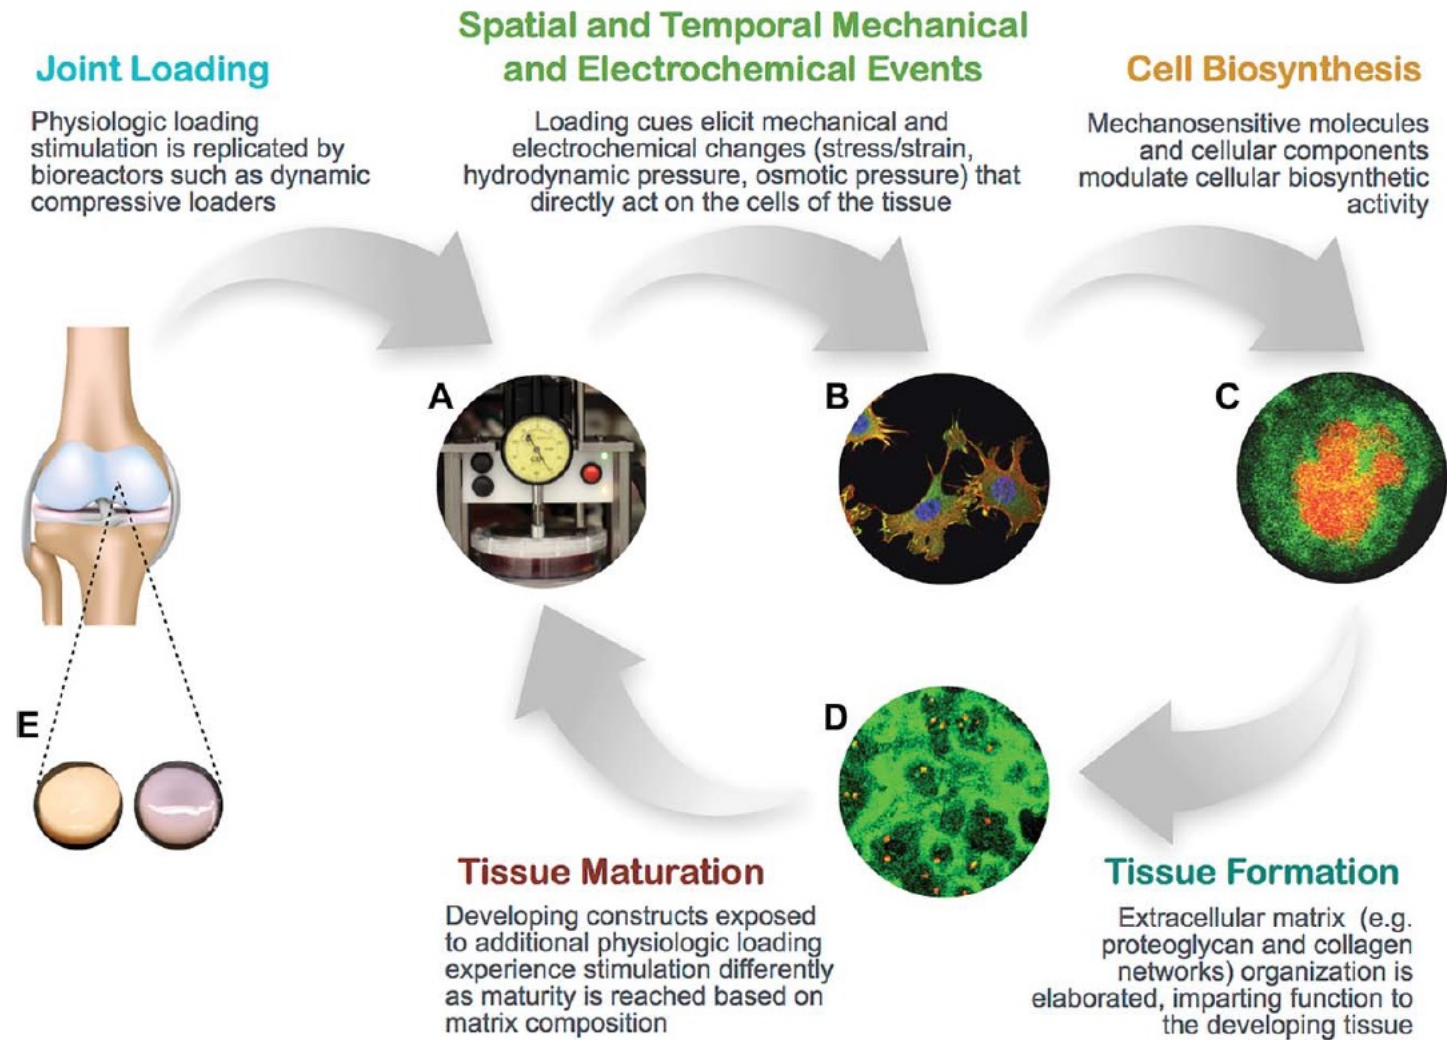 Joint Loading
Physiologic loading
stimulation is replicated by
bioreactors such as dynamic
compressive loaders
Spatial and Temporal Mechanical
and Electrochemical Events
Loading cues elicit mechanical and
electrochemical changes (stress/strain,
hydrodynamic pressure, osmotic pressure) that
directly act on the cells of the tissue
Cell Biosynthesis
Mechanosensitive molecules
and cellular components
modulate cellular biosynthetic
activity
A
B
C
E
D
Tissue Maturation
Developing constructs exposed
to additional physiologic loading
experience stimulation differently
as maturity is reached based on
matrix composition
Tissue Formation
Extracellular matrix (e.g.
proteoglycan and collagen
networks) organization is
elaborated, imparting function to
the developing tissue